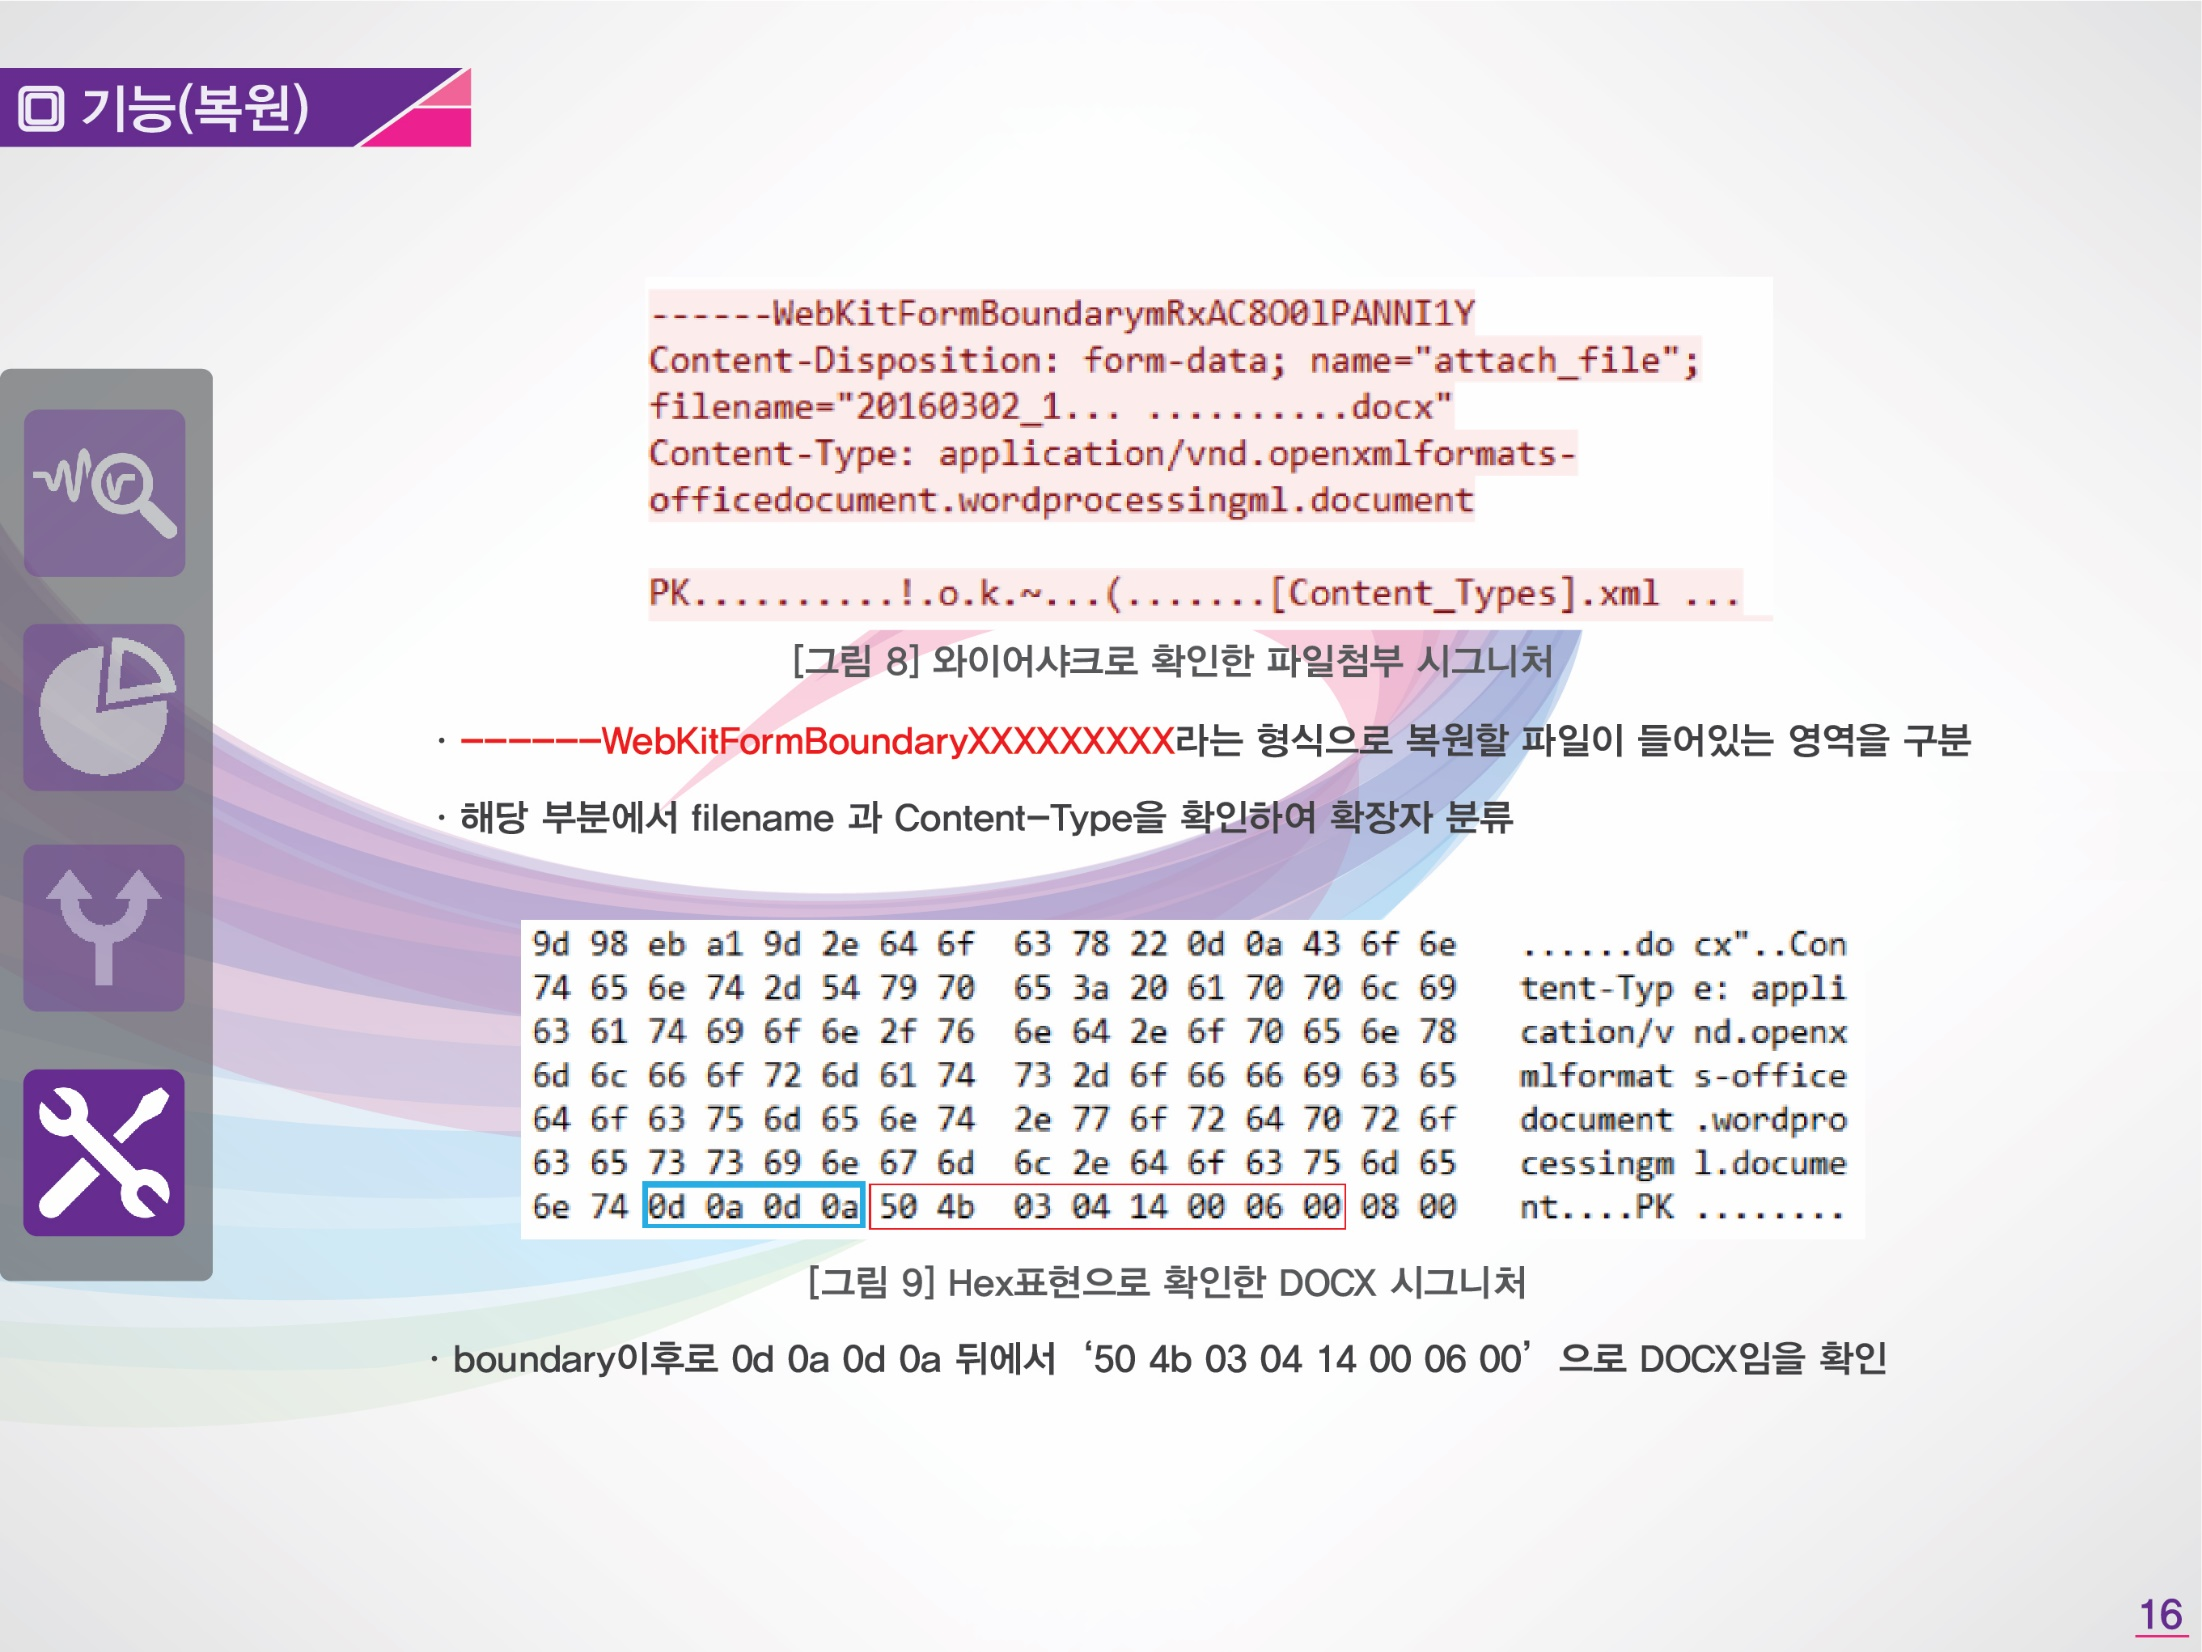 기능(복원)
------WebKitFormBoundarymRxAC8O0lPANNI1Y
Content-Disposition: form-data; name="attach_file";
filename="20160302_1... ..........docx"
Content-Type: application/vnd.openxmlformats-
officedocument.wordprocessingml.document
PK..........!.o.k.~...(.......[Content_Types].xml ...
[그림 8] 와이어샤크로 확인한 파일첨부 시그니처
· ------WebKitFormBoundaryXXXXXXXXX라는 형식으로 복원할 파일이 들어있는 영역을 구분
· 해당 부분에서 filename 과 Content-Type을 확인하여 확장자 분류
9d 98 eb a1 9d 2e 64 6f 63 78 22 0d 0a 43 6f 6e ......do cx"..Con
74 65 6e 74 2d 54 79 70 65 3a 20 61 70 70 6c 69 tent-Typ e: appli
63 61 74 69 6f 6e 2f 76 6e 64 2e 6f 70 65 6e 78 cation/v nd.openx
6d 6c 66 6f 72 6d 61 74 73 2d 6f 66 66 69 63 65 mlformat s-office
64 6f 63 75 6d 65 6e 74 2e 77 6f 72 64 70 72 6f document .wordpro
63 65 73 73 69 6e 67 6d 6c 2e 64 6f 63 75 6d 65 cessingm l.docume
6e 74 0d 0a 0d 0a 50 4b 03 04 14 00 06 00 08 00 nt....PK ........
[그림 9] Hex표현으로 확인한 DOCX 시그니처
· boundary이후로 0d 0a 0d 0a 뒤에서 ‘50 4b 03 04 14 00 06 00’ 으로 DOCX임을 확인
16